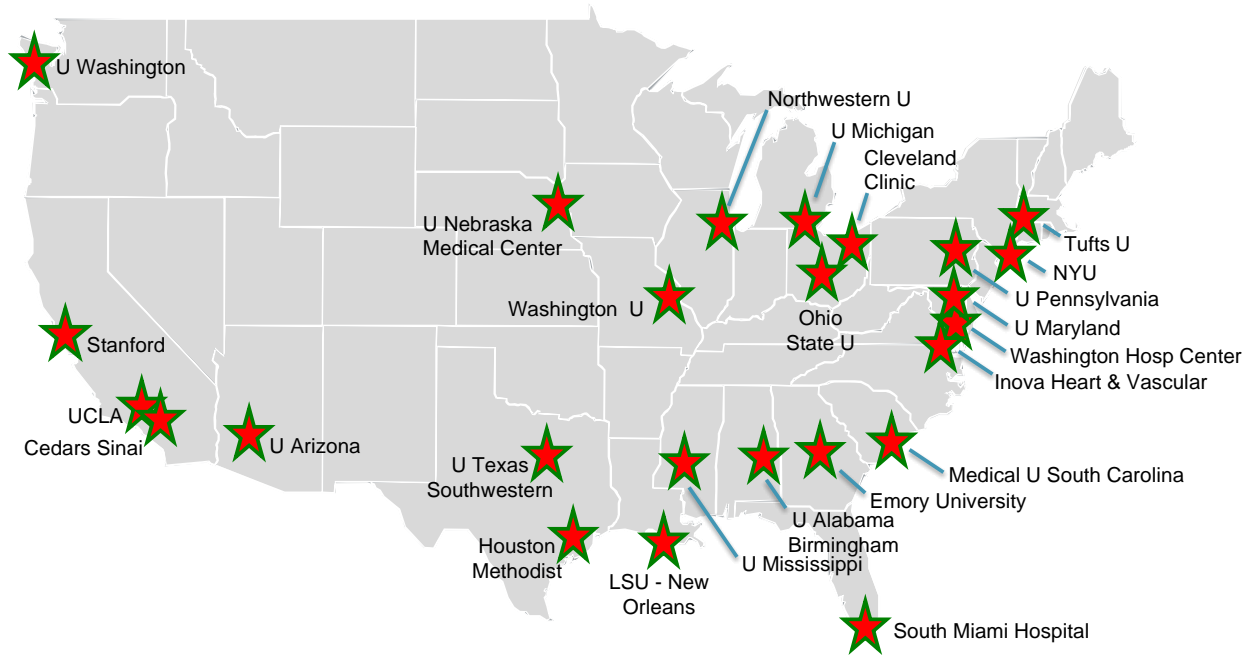 Northwestern U
U Michigan
Cleveland
Clinic
U Washington
U Nebraska
Medical Center
Tufts U
NYU
U Pennsylvania
U Maryland
Washington Hosp Center
Inova Heart & Vascular
Washington U
Ohio
State U
Stanford
UCLA
Cedars Sinai
U Arizona
U Texas
Southwestern
Medical U South Carolina
Emory University
U Alabama
Birmingham
U Mississippi
Houston
Methodist
LSU - New
Orleans
South Miami Hospital